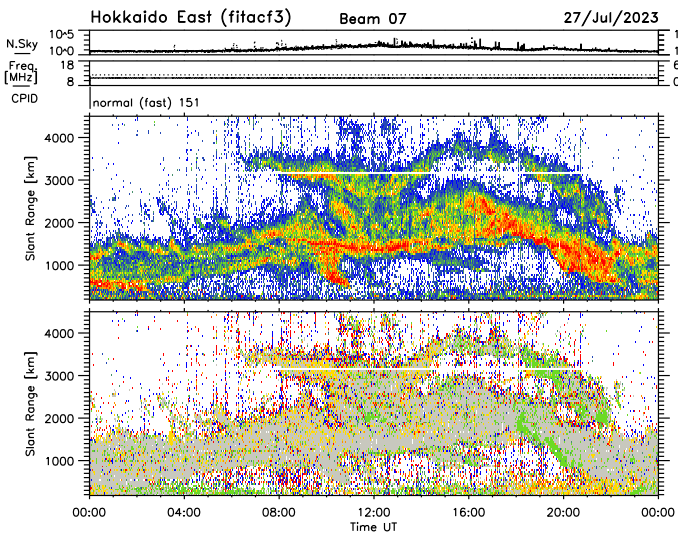 Hokkaido East (fitacf3) Beam 07 27/Jul/2023
N.Sky 10^5 10^0
Freq. [MHz] 18 8 6 0
CPID normal (fast) 151
Slant Range [km] 4000 3000 2000 1000
Slant Range [km] 4000 3000 2000 1000
00:00 04:00 08:00 12:00 16:00 20:00 00:00
Time UT